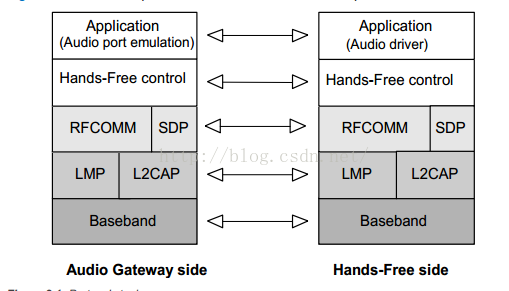 Application
(Audio port emulation)
Application
(Audio driver)
Hands-Free control
Hands-Free control
RFCOMM
SDP
RFCOMM
SDP
http://blog.csdn.net/
LMP
L2CAP
LMP
L2CAP
Baseband
Baseband
Audio Gateway side
Hands-Free side